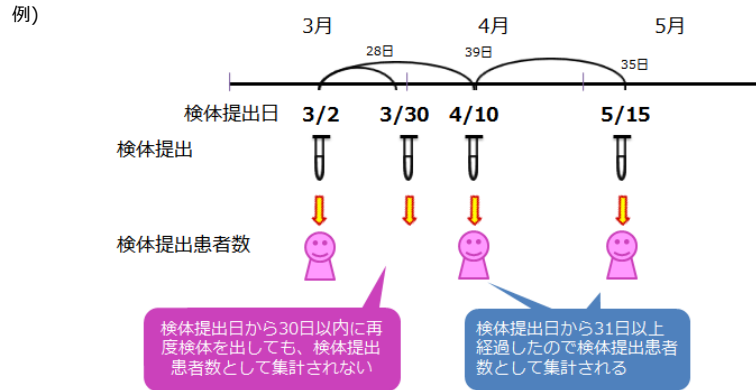 例)
3月 4月 5月
28日 39日 35日
検体提出日 3/2 3/30 4/10 5/15
検体提出
検体提出患者数
検体提出日から30日以内に再
度検体を出しても、検体提出
患者数として集計されない
検体提出日から31日以上
経過したので検体提出患者
数として集計される